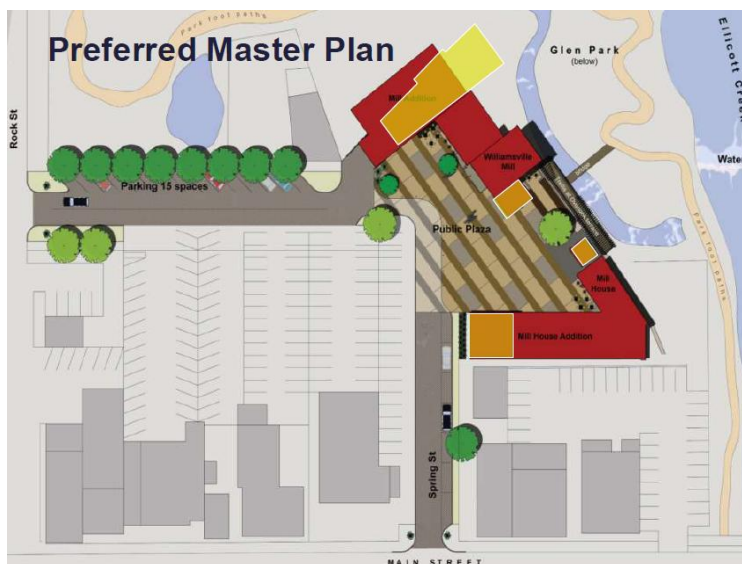 Preferred Master Plan
Park foot paths
Glen Park
(below)
Ellicott Creek
Rock St
Mill Addition
Williamsville
Mill
Water
Parking 15 spaces
Public Plaza
Bridge
Park foot paths
Mill
House
Mill House Addition
Spring St
MAIN STREET